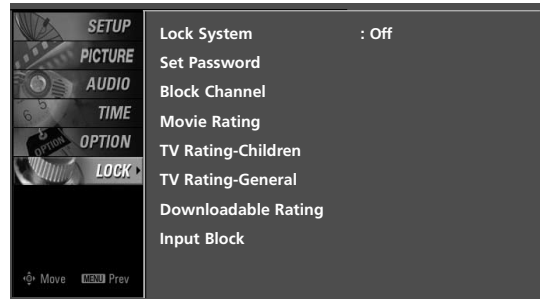 SETUP
PICTURE
AUDIO
TIME
OPTION
LOCK
Move MENU Prev
Lock System : Off
Set Password
Block Channel
Movie Rating
TV Rating-Children
TV Rating-General
Downloadable Rating
Input Block